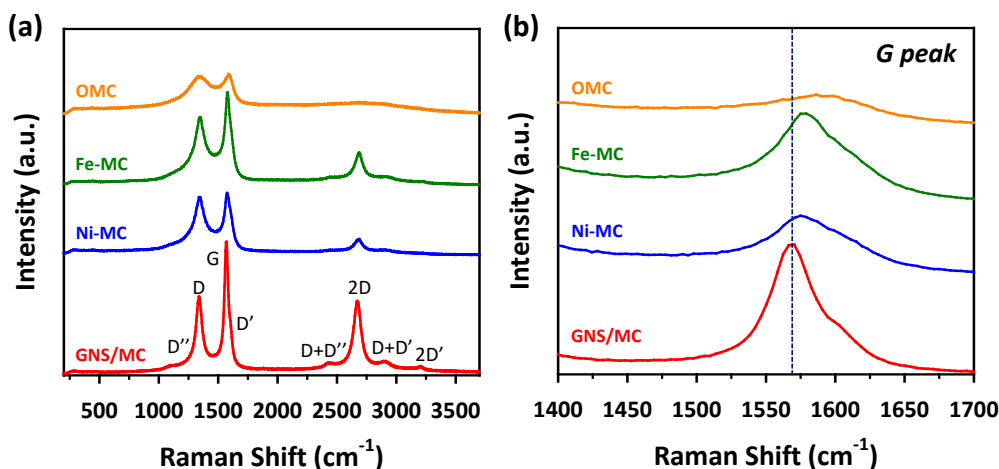 (a)
OMC
Fe-MC
Ni-MC
GNS/MC
G
D
D''
D'
2D
D+D''
D+D'
2D'
Intensity (a.u.)
500 1000 1500 2000 2500 3000 3500
Raman Shift (cm⁻¹)
(b)
G peak
OMC
Fe-MC
Ni-MC
GNS/MC
Intensity (a.u.)
1400 1450 1500 1550 1600 1650 1700
Raman Shift (cm⁻¹)